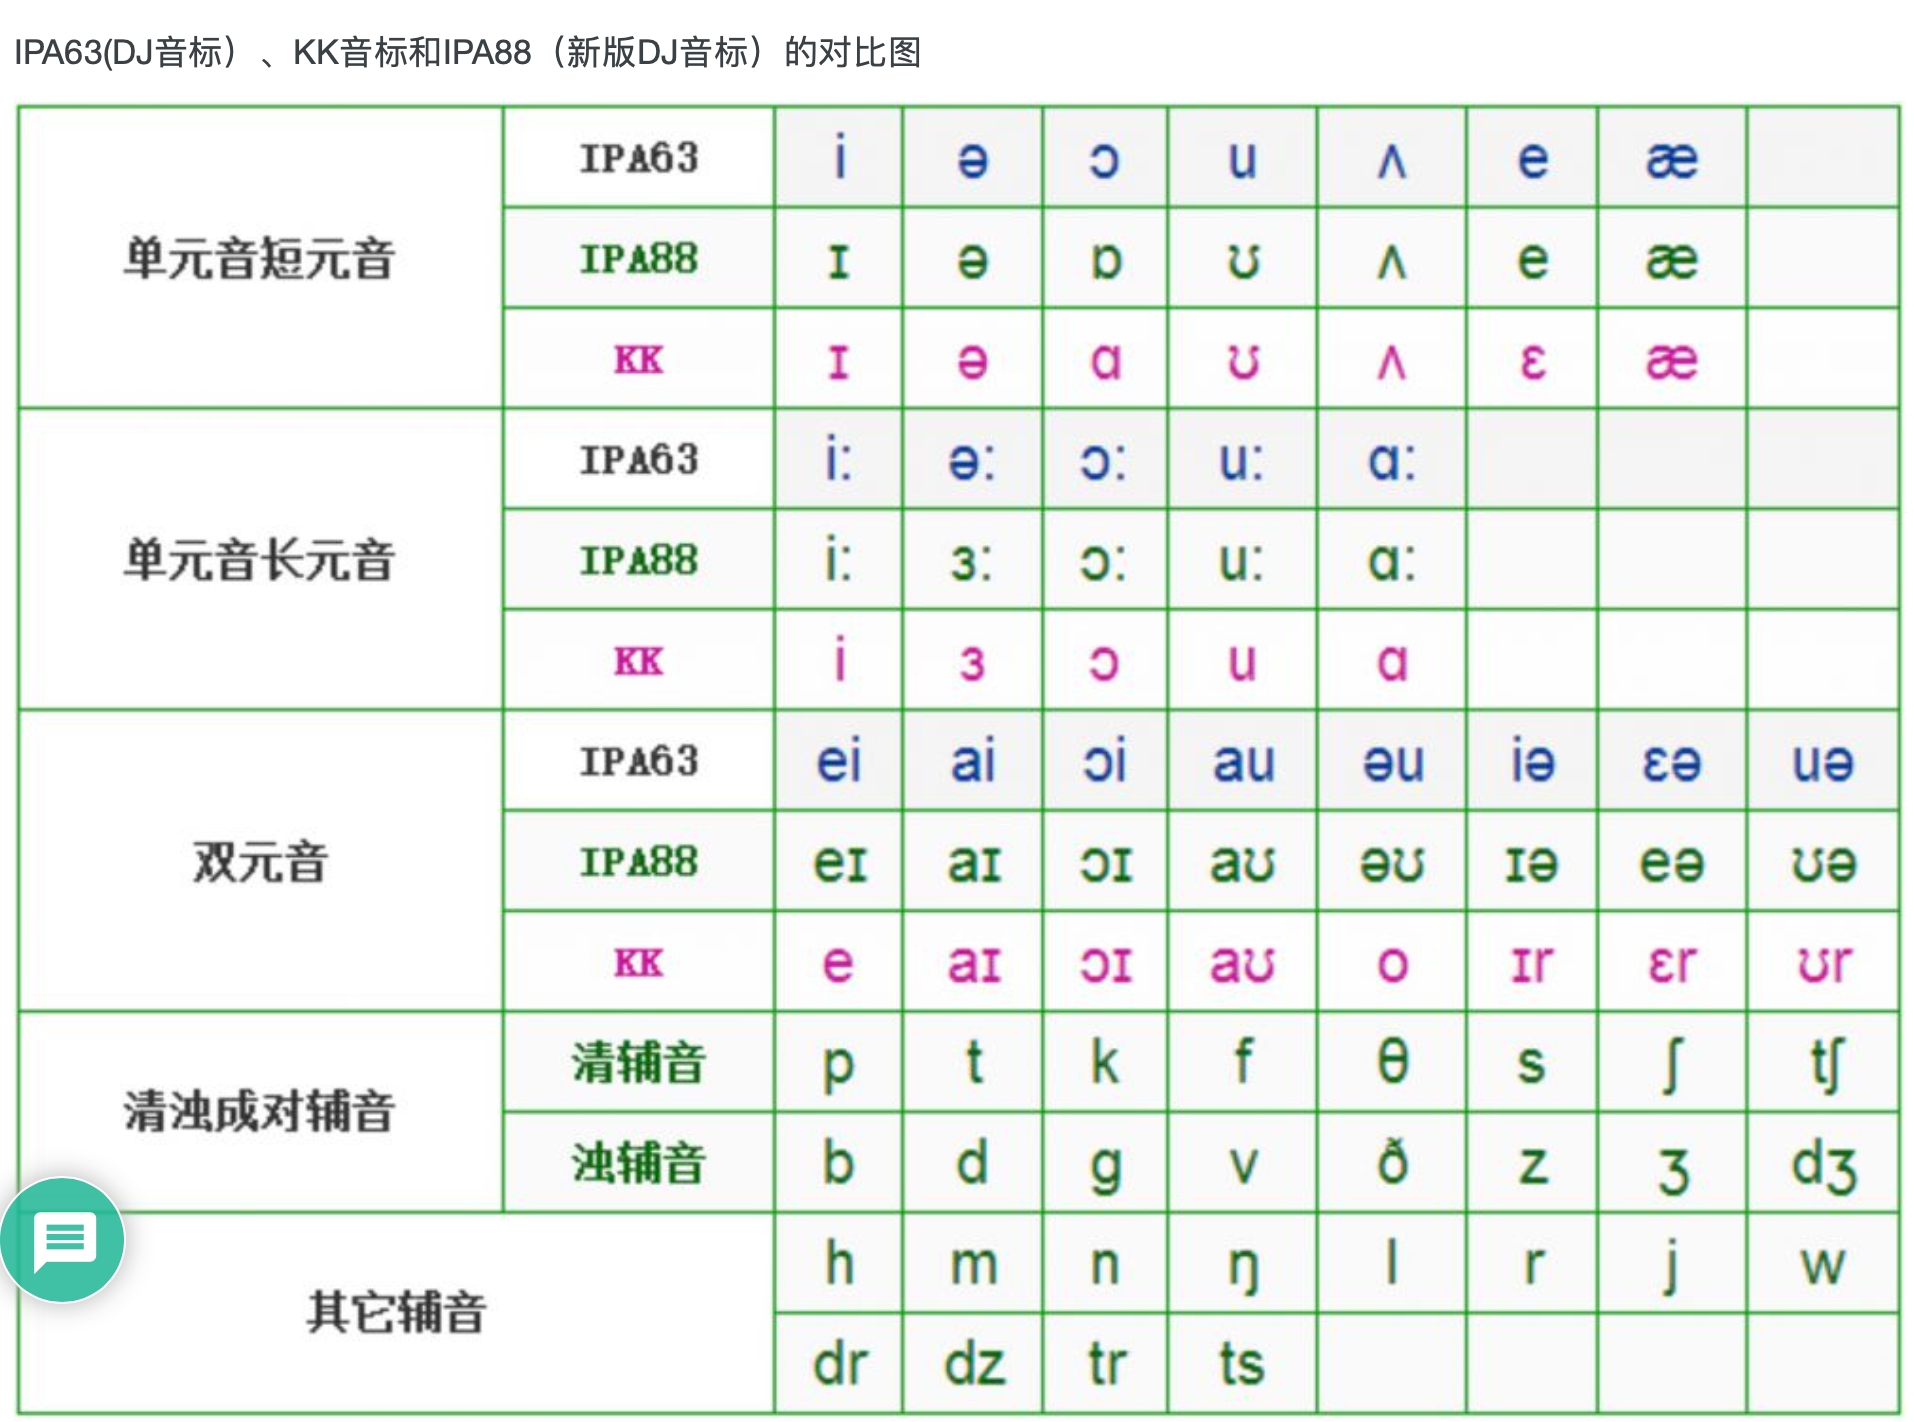 IPA63(DJ音标）、KK音标和IPA88（新版DJ音标）的对比图
单元音短元音
IPA63 i ə ɔ u ʌ e æ
IPA88 ɪ ə ɒ ʊ ʌ e æ
KK ɪ ə ɑ ʊ ʌ ɛ æ
单元音长元音
IPA63 i: ə: ɔ: u: ɑ:
IPA88 i: ɜ: ɔ: u: ɑ:
KK i ɜ ɔ u ɑ
双元音
IPA63 ei ai ɔi au əu iə ɛə uə
IPA88 eɪ aɪ ɔɪ aʊ əʊ ɪə eə ʊə
KK e aɪ ɔɪ aʊ o ɪr ɛr ʊr
清浊成对辅音
清辅音 p t k f θ s ʃ tʃ
浊辅音 b d g v ð z ʒ dʒ
其它辅音
h m n ŋ l r j w
dr dz tr ts